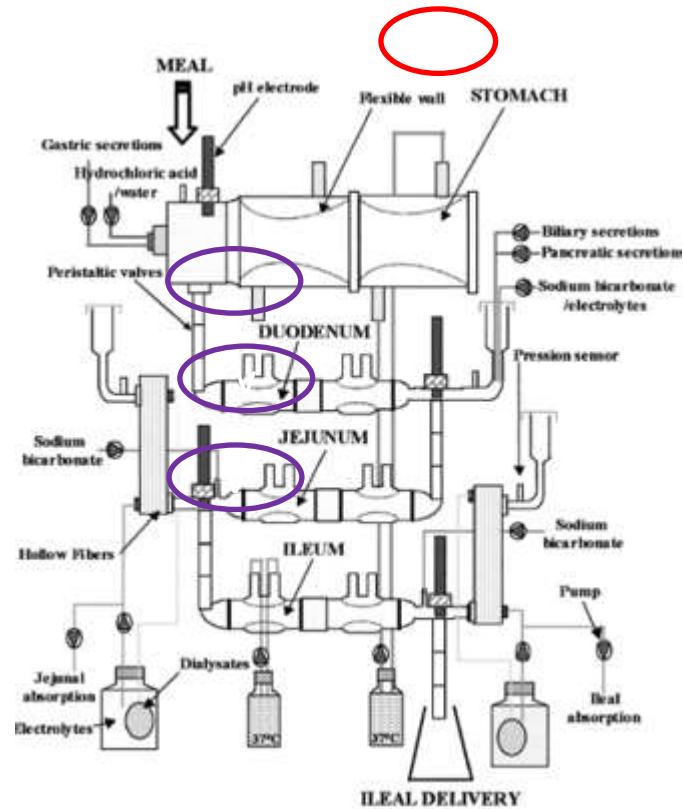 MEAL
pH electrode
Flexible wall
STOMACH
Gastric secretions
Hydrochloric acid
/water
Biliary secretions
Pancreatic secretions
Peristaltic valves
Sodium bicarbonate
/electrolytes
DUODENUM
Pression sensor
JEJUNUM
Sodium
bicarbonate
Sodium
bicarbonate
Hollow Fibers
ILEUM
Pump
Dialysates
Jejunal
absorption
Ileal
absorption
Electrolytes
37°C
37°C
ILEAL DELIVERY